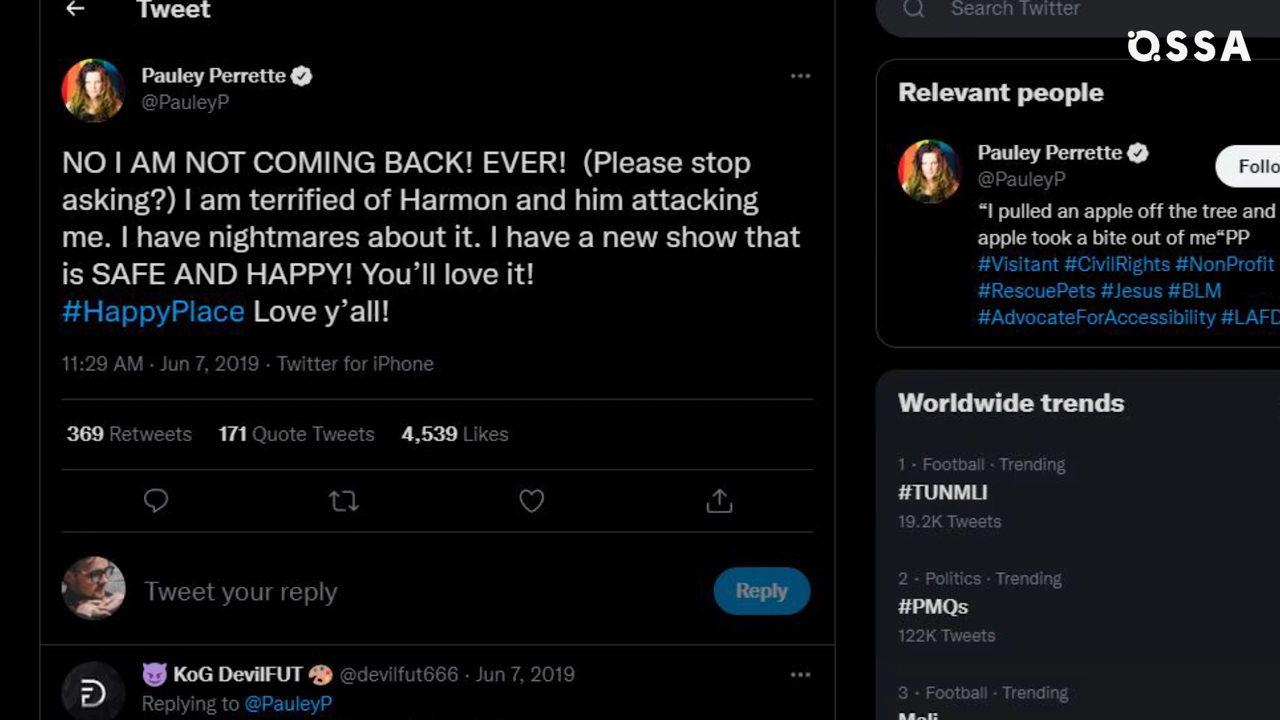 Tweet
Search Twitter
QSSA
Pauley Perrette
@PauleyP
NO I AM NOT COMING BACK! EVER! (Please stop
asking?) I am terrified of Harmon and him attacking
me. I have nightmares about it. I have a new show that
is SAFE AND HAPPY! You’ll love it!
#HappyPlace Love y’all!
11:29 AM · Jun 7, 2019 · Twitter for iPhone
369 Retweets 171 Quote Tweets 4,539 Likes
Tweet your reply
Reply
KoG DevilFUT @devilfut666 · Jun 7, 2019
Replying to @PauleyP
Relevant people
Pauley Perrette
@PauleyP
Follo
“I pulled an apple off the tree and
apple took a bite out of me“PP
#Visitant #CivilRights #NonProfit
#RescuePets #Jesus #BLM
#AdvocateForAccessibility #LAFD
Worldwide trends
1 · Football · Trending
#TUNMLI
19.2K Tweets
2 · Politics · Trending
#PMQs
122K Tweets
3 · Football · Trending
Mali